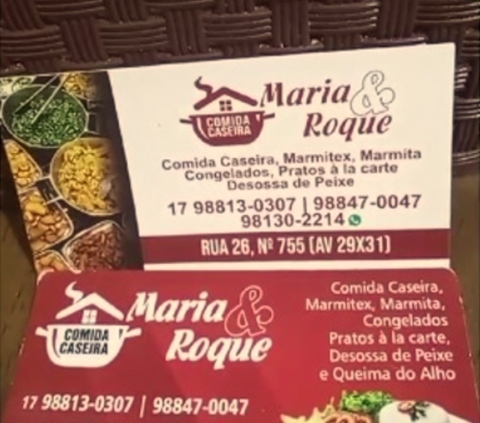 Maria &
Roque
COMIDA
CASEIRA
Comida Caseira, Marmitex, Marmita
Congelados, Pratos à la carte
Desossa de Peixe
17 98813-0307 | 98847-0047
98130-2214
RUA 26, Nº 755 (AV 29X31)
Maria &
Roque
COMIDA
CASEIRA
Comida Caseira,
Marmitex, Marmita,
Congelados
Pratos à la carte,
Desossa de Peixe
e Queima do Alho
17 98813-0307 | 98847-0047